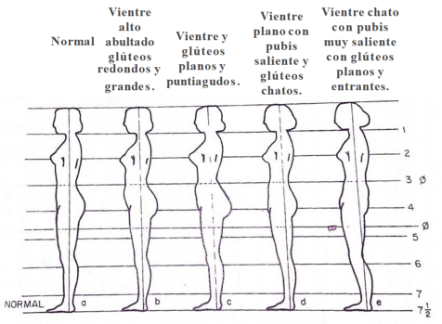 Normal
Vientre
alto
abultado
glúteos
redondos y
grandes.
Vientre y
glúteos
planos y
puntiagudos.
Vientre
plano con
pubis
saliente y
glúteos
chatos.
Vientre chato
con pubis
muy saliente
con glúteos
planos y
entrantes.
1
2
3 Ø
4
Ø
5
6
7
NORMAL a b c d e 7 1/2